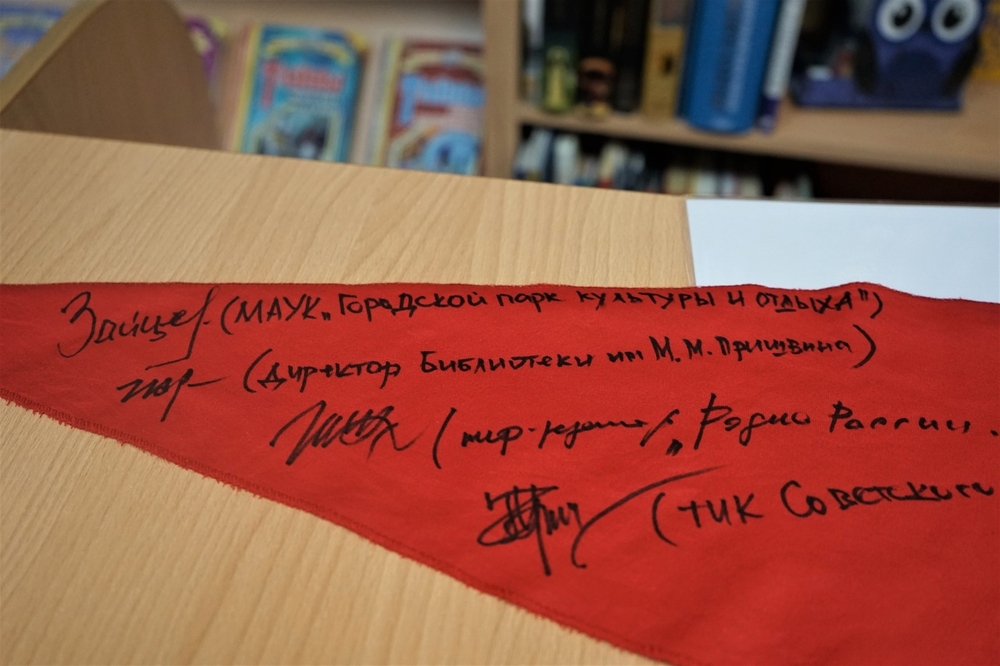 Зайцев (МАУК „Городской парк культуры и отдыха")
(директор Библиотеки им М.М. Пришвина)
„Радио России
(ТИК Советского